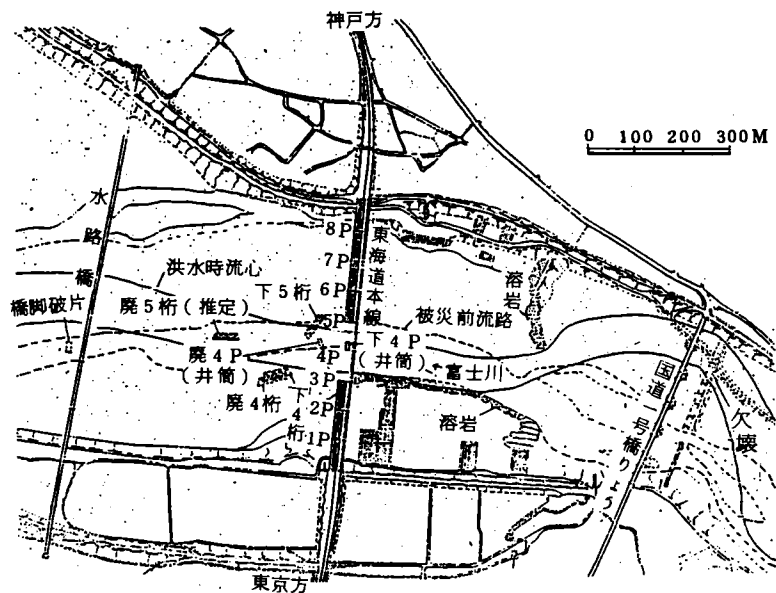 神戸方
0 100 200 300M
水路橋
8P
7P
6P
5P
4P
3P
2P
1P
東海道本線
溶岩
洪水時流心
下5桁
橋脚破片
廃5桁(推定)
被災前流路
下4P
(井筒)
廃4P
(井筒)
富士川
廃4桁
下4桁
溶岩
国道一号橋りょう
欠壊
東京方